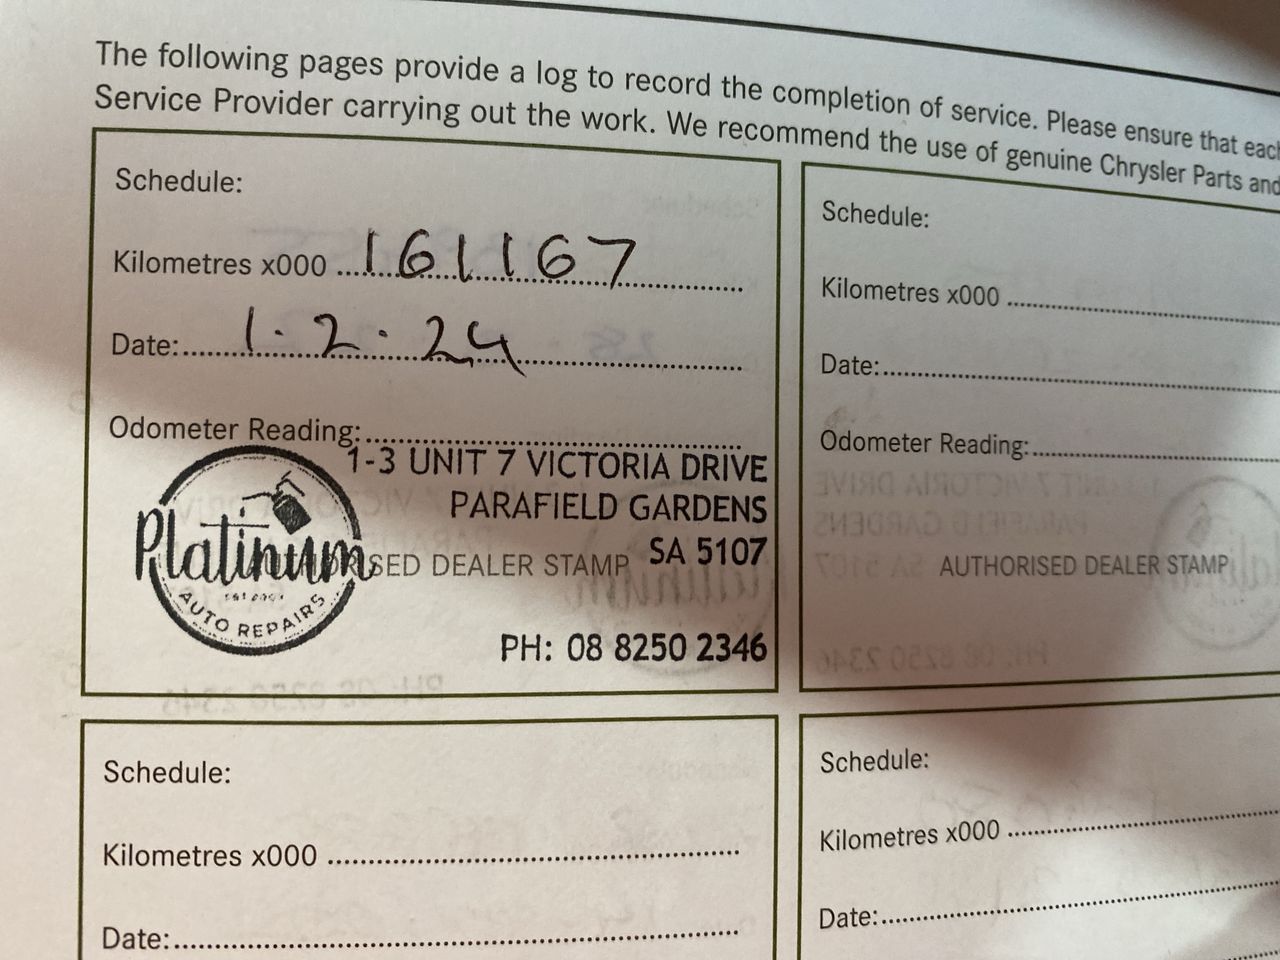 The following pages provide a log to record the completion of service. Please ensure that each
Service Provider carrying out the work. We recommend the use of genuine Chrysler Parts and
Schedule:
Kilometres x000 161167
Date: 1.2.24
Odometer Reading:
1-3 UNIT 7 VICTORIA DRIVE
PARAFIELD GARDENS
SA 5107
Platinum
AUTO REPAIRS
DEALER STAMP
PH: 08 8250 2346
Schedule:
Kilometres x000
Date:
Odometer Reading:
AUTHORISED DEALER STAMP
Schedule:
Kilometres x000
Date:
Schedule:
Kilometres x000
Date: